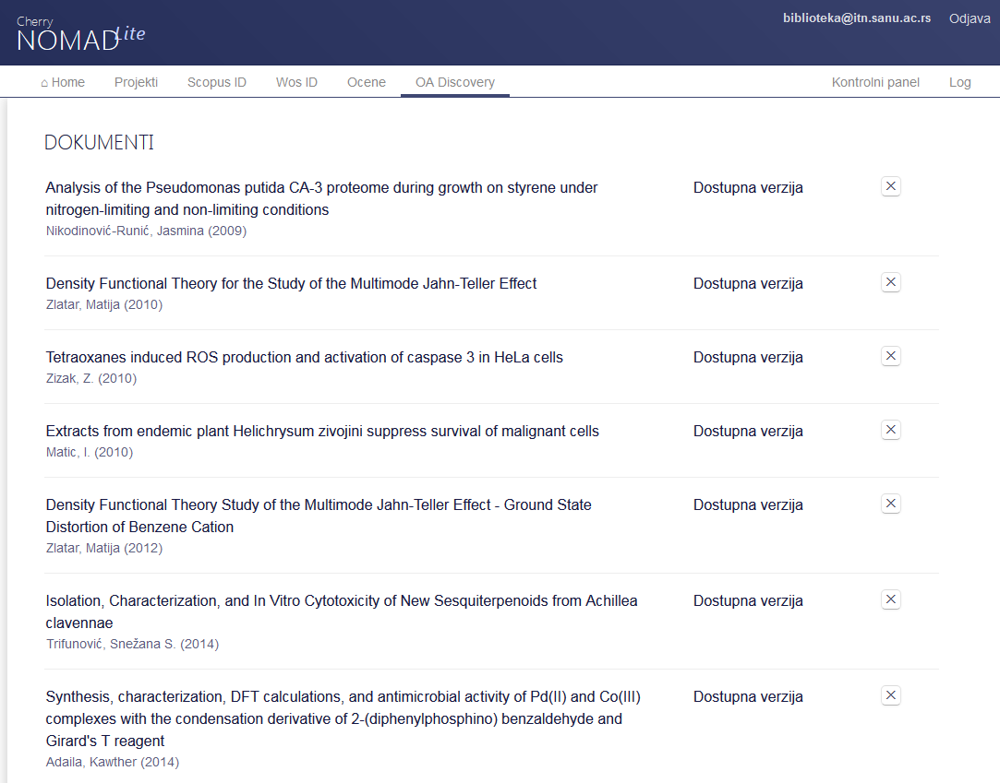 Cherry
NOMAD Lite
biblioteka@itn.sanu.ac.rs Odjava
Home Projekti Scopus ID Wos ID Ocene OA Discovery Kontrolni panel Log
DOKUMENTI
Analysis of the Pseudomonas putida CA-3 proteome during growth on styrene under Dostupna verzija
nitrogen-limiting and non-limiting conditions
Nikodinović-Runić, Jasmina (2009)
Density Functional Theory for the Study of the Multimode Jahn-Teller Effect Dostupna verzija
Zlatar, Matija (2010)
Tetraoxanes induced ROS production and activation of caspase 3 in HeLa cells Dostupna verzija
Zizak, Z. (2010)
Extracts from endemic plant Helichrysum zivojini suppress survival of malignant cells Dostupna verzija
Matic, I. (2010)
Density Functional Theory Study of the Multimode Jahn-Teller Effect - Ground State Dostupna verzija
Distortion of Benzene Cation
Zlatar, Matija (2012)
Isolation, Characterization, and In Vitro Cytotoxicity of New Sesquiterpenoids from Achillea Dostupna verzija
clavennae
Trifunović, Snežana S. (2014)
Synthesis, characterization, DFT calculations, and antimicrobial activity of Pd(II) and Co(III) Dostupna verzija
complexes with the condensation derivative of 2-(diphenylphosphino) benzaldehyde and
Girard's T reagent
Adaila, Kawther (2014)